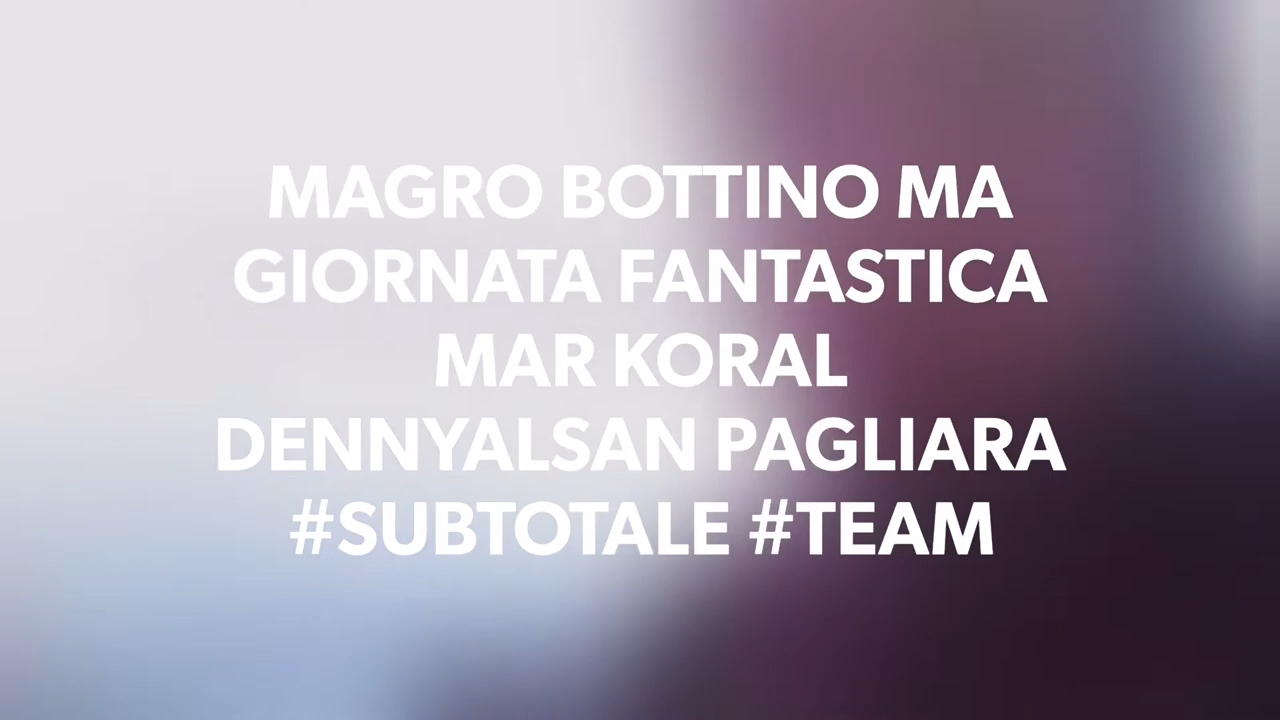 MAGRO BOTTINO MA
GIORNATA FANTASTICA
MAR KORAL
DENNYALSAN PAGLIARA
#SUBTOTALE #TEAM